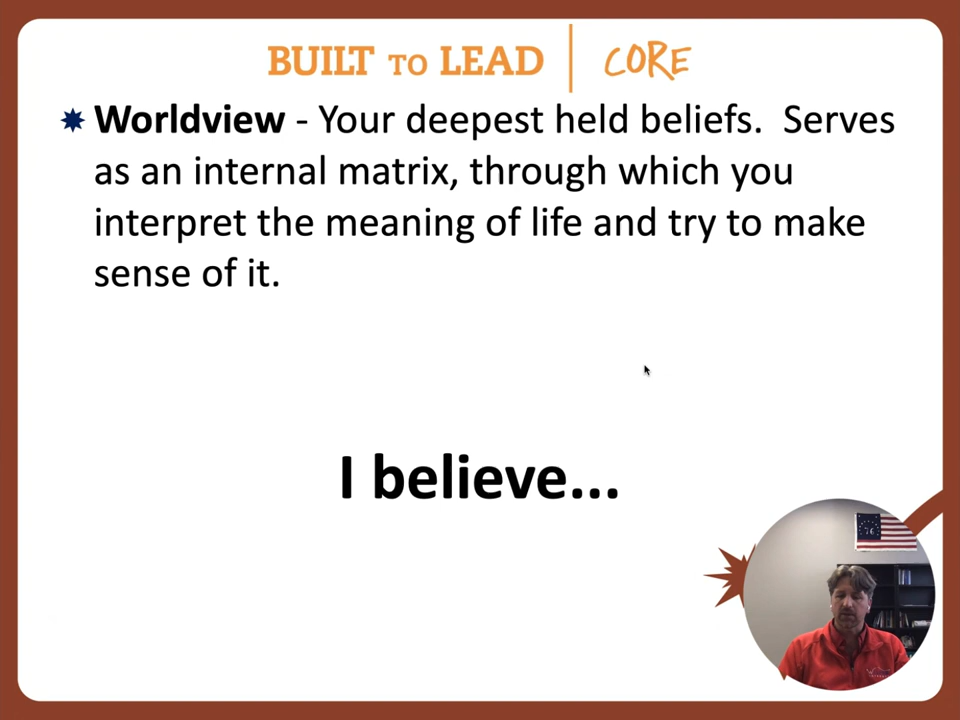 BUILT TO LEAD | CORE
Worldview - Your deepest held beliefs. Serves
as an internal matrix, through which you
interpret the meaning of life and try to make
sense of it.
I believe...
76